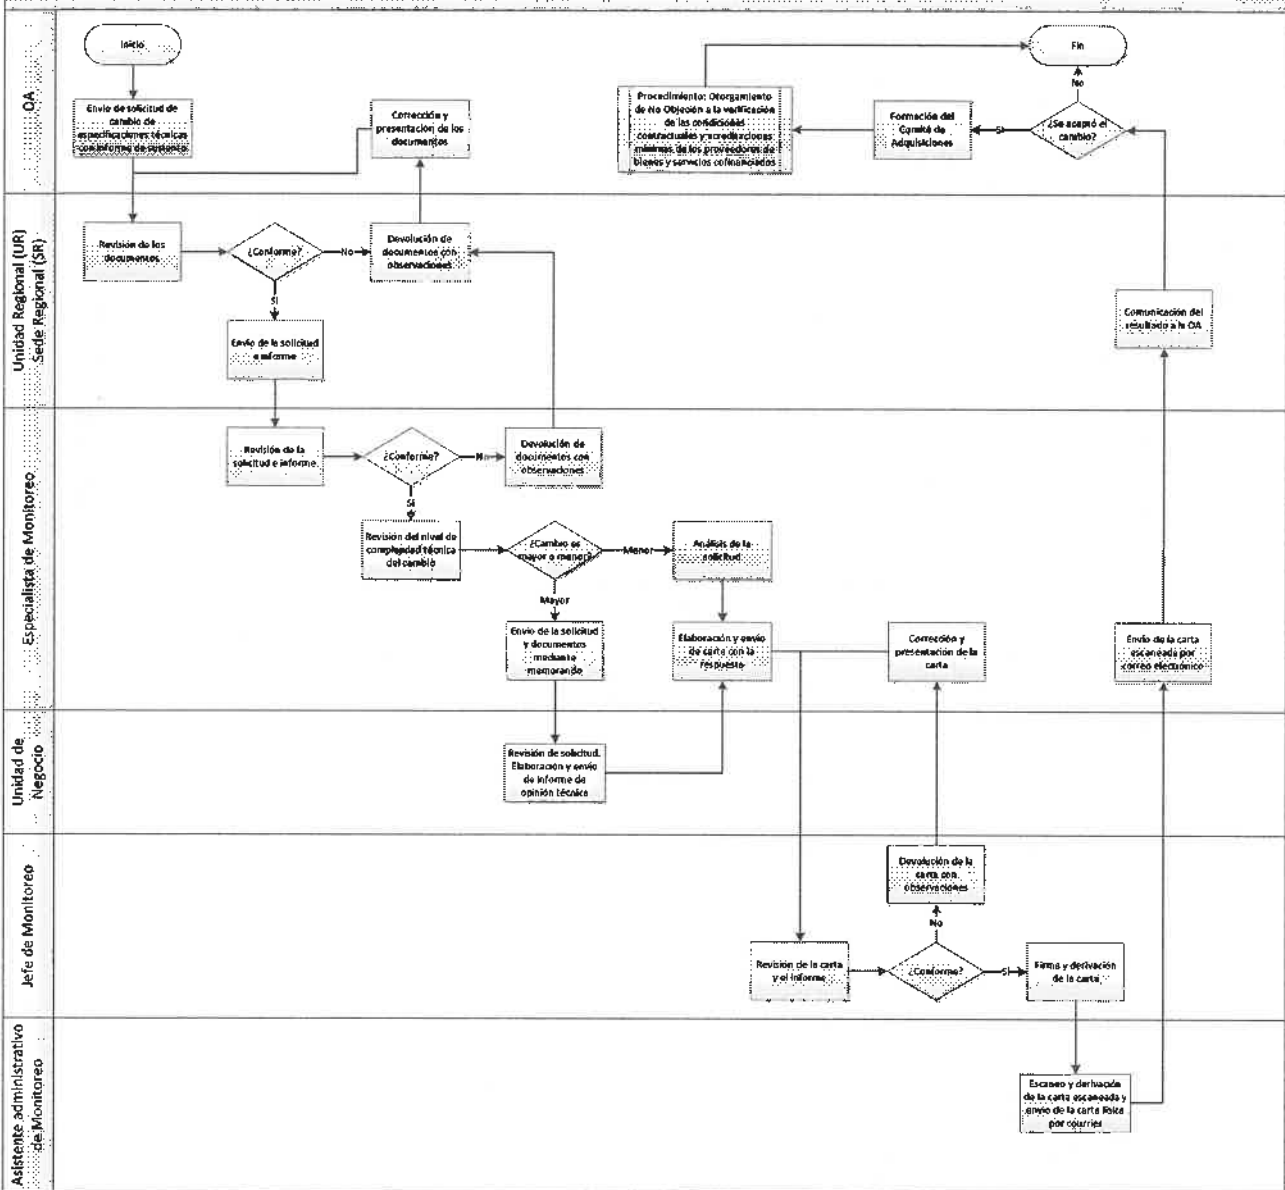 OA
Inicio
Envío de solicitud de
cambio de
especificaciones técnicas
con informe de sustento
Corrección y
presentación de los
documentos
Procedimiento: Otorgamiento
de No Objeción a la verificación
de las condiciones
contractuales y acreditaciones
mínimas de los proveedores de
bienes y servicios cofinanciados
Formación del
Comité de
Adquisiciones
Si
¿Se aceptó el
cambio?
No
Fin
Unidad Regional (UR)
Sede Regional (SR)
Revisión de los
documentos
¿Conforme?
No
Devolución de
documentos con
observaciones
Si
Envío de la solicitud
e informe
Comunicación del
resultado a la OA
Especialista de Monitoreo
Revisión de la
solicitud e informe
¿Conforme?
No
Devolución de
documentos con
observaciones
Si
Revisión del nivel de
complejidad técnica
del cambio
¿Cambio es
mayor o menor?
Menor
Análisis de la
solicitud
Mayor
Envío de la solicitud
y documentos
mediante
memorando
Elaboración y envío
de carta con la
respuesta
Corrección y
presentación de la
carta
Envío de la carta
escaneada por
correo electrónico
Unidad de
Negocio
Revisión de solicitud.
Elaboración y envío
de informe de
opinión técnica
Jefe de Monitoreo
Devolución de la
carta con
observaciones
No
Revisión de la carta
y el informe
¿Conforme?
Si
Firma y derivación
de la carta
Asistente administrativo
de Monitoreo
Escaneo y derivación
de la carta escaneada y
envío de la carta física
por courrier